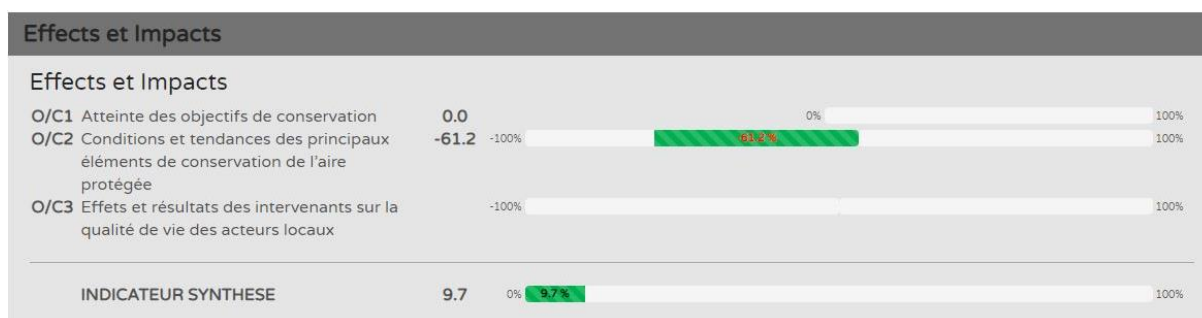 Effects et Impacts
Effects et Impacts
O/C1 Atteinte des objectifs de conservation 0.0 0% 100%
O/C2 Conditions et tendances des principaux -61.2 -100% -61.2 % 100%
éléments de conservation de l'aire
protégée
O/C3 Effets et résultats des intervenants sur la -100% 100%
qualité de vie des acteurs locaux
INDICATEUR SYNTHESE 9.7 0% 9.7 % 100%